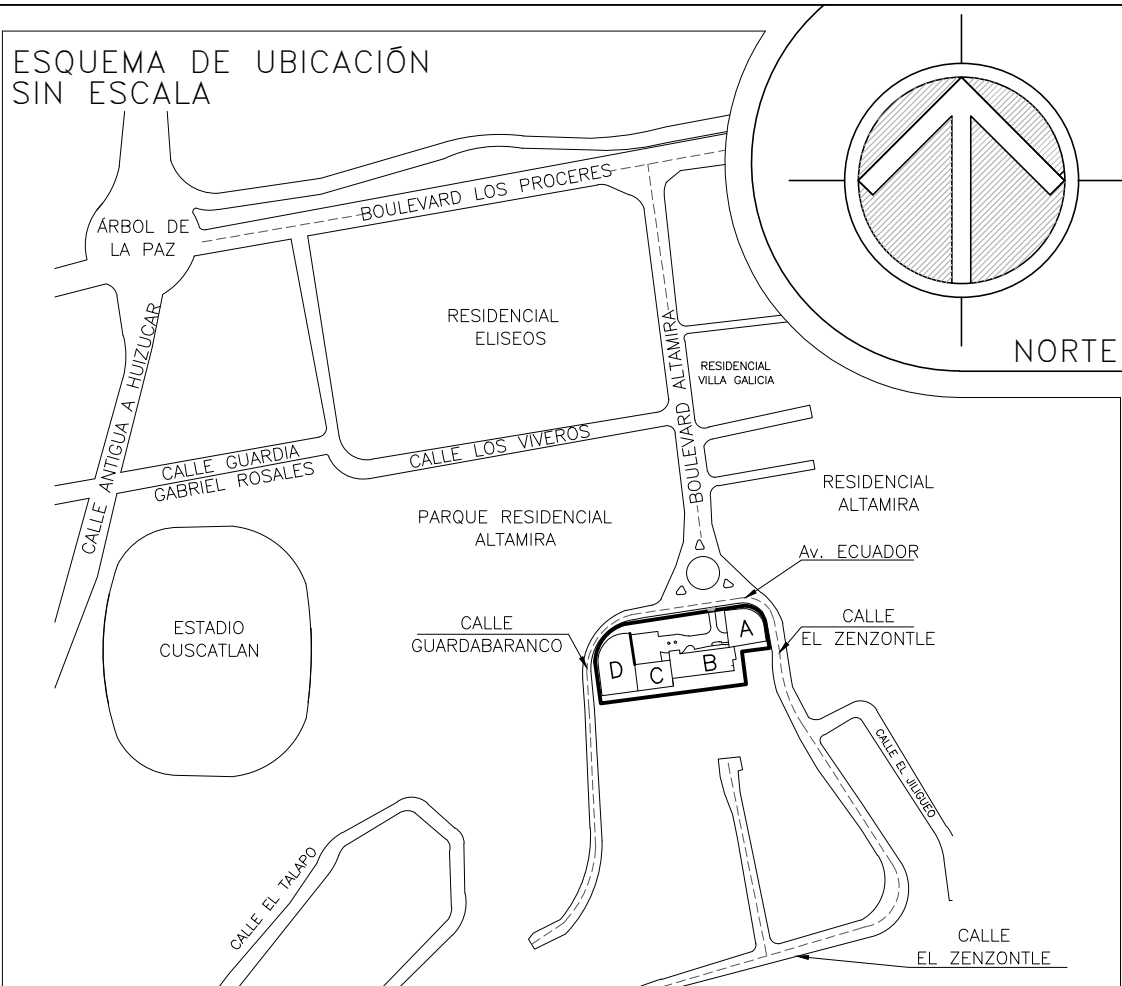 ESQUEMA DE UBICACIÓN
SIN ESCALA
NORTE
BOULEVARD LOS PROCERES
ÁRBOL DE
LA PAZ
CALLE ANTIGUA A HUIZUCAR
RESIDENCIAL
ELISEOS
BOULEVARD ALTAMIRA
RESIDENCIAL
VILLA GALICIA
CALLE GUARDIA
GABRIEL ROSALES
CALLE LOS VIVEROS
PARQUE RESIDENCIAL
ALTAMIRA
RESIDENCIAL
ALTAMIRA
Av. ECUADOR
ESTADIO
CUSCATLAN
CALLE
GUARDABARANCO
CALLE
EL ZENZONTLE
A
B
C
D
CALLE EL JILIGUEO
CALLE EL TALAPO
CALLE
EL ZENZONTLE